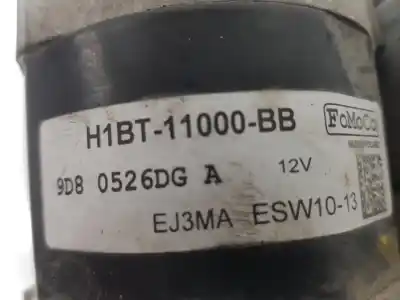 H1BT-11000-BB
FoMoCo
9D8 0526DG A
12V
EJ3MA ESW10-13